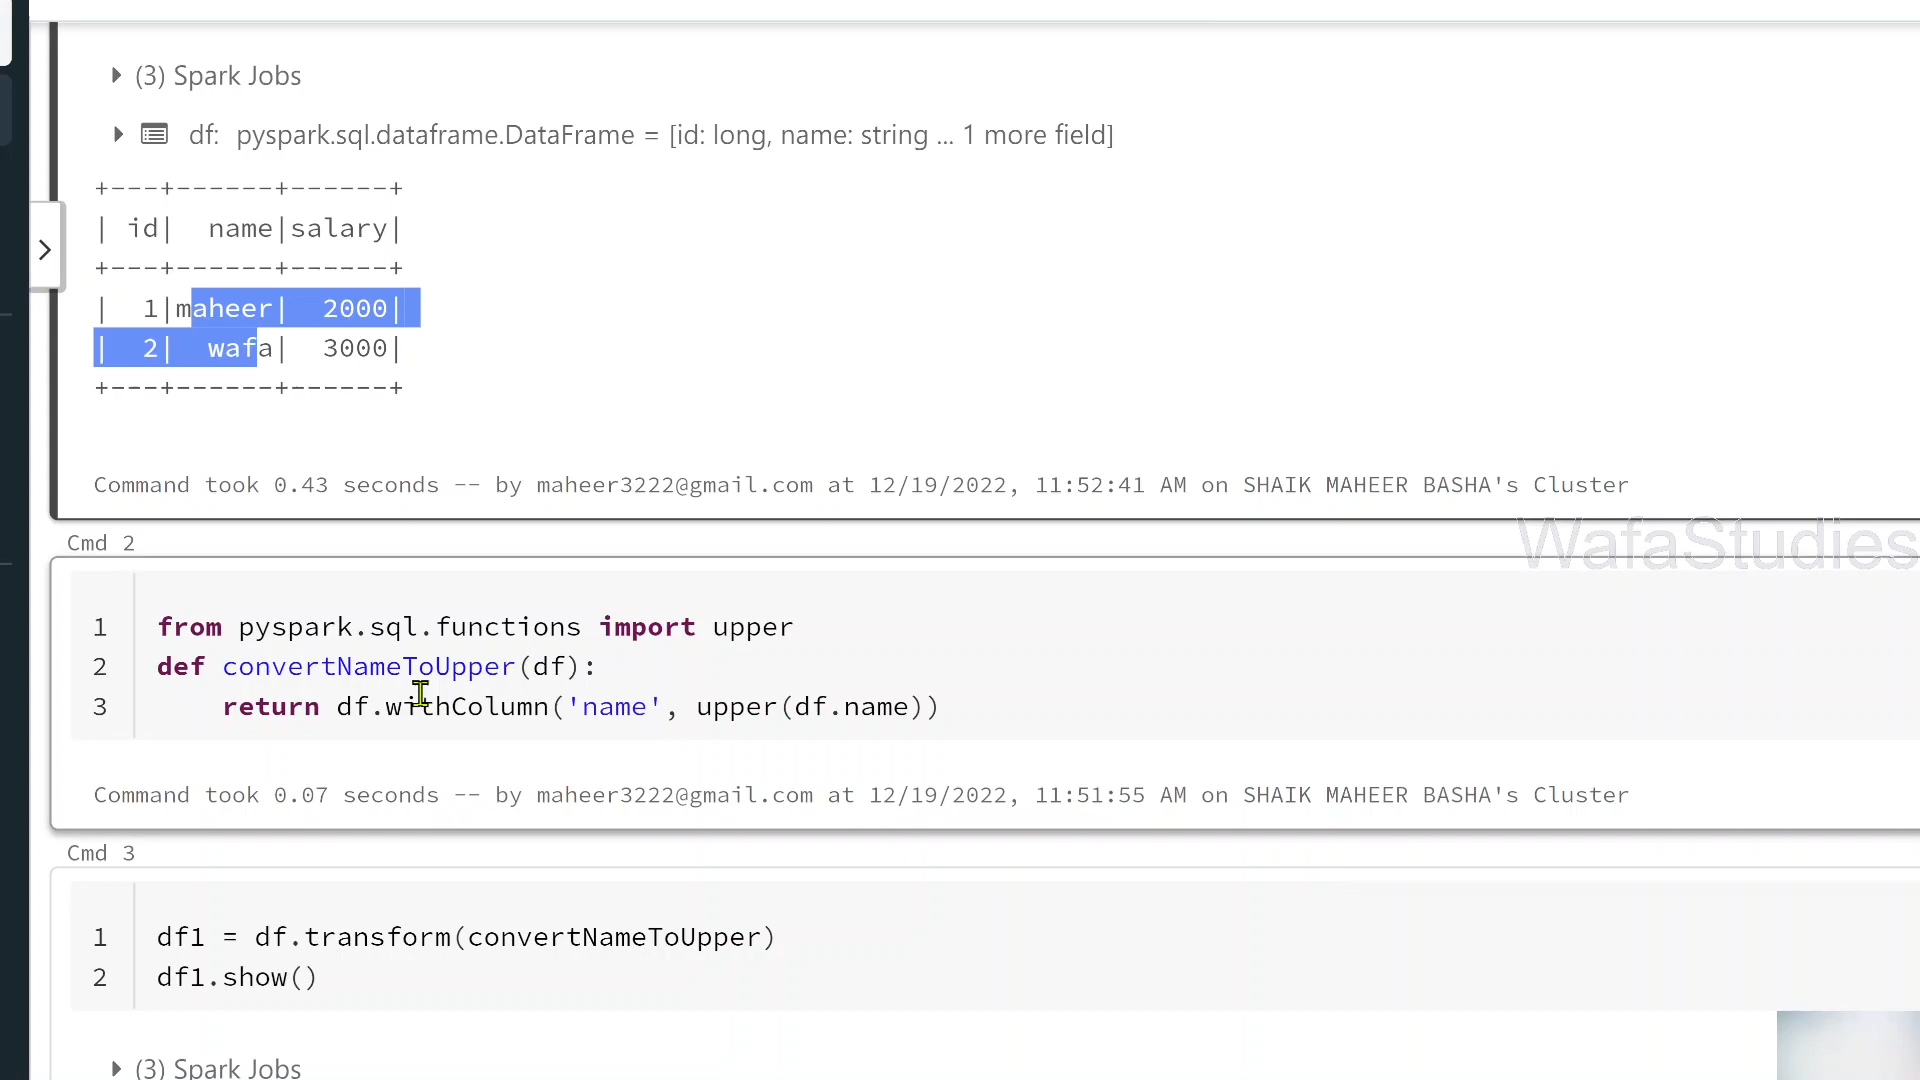 (3) Spark Jobs
df: pyspark.sql.dataframe.DataFrame = [id: long, name: string ... 1 more field]
+---+------+------+
| id|  name|salary|
+---+------+------+
|  1|maheer|  2000|
|  2|  wafa|  3000|
+---+------+------+
Command took 0.43 seconds -- by maheer3222@gmail.com at 12/19/2022, 11:52:41 AM on SHAIK MAHEER BASHA's Cluster
WafaStudies
Cmd 2
1 from pyspark.sql.functions import upper
2 def convertNameToUpper(df):
3     return df.withColumn('name', upper(df.name))
Command took 0.07 seconds -- by maheer3222@gmail.com at 12/19/2022, 11:51:55 AM on SHAIK MAHEER BASHA's Cluster
Cmd 3
1 df1 = df.transform(convertNameToUpper)
2 df1.show()
(3) Spark Jobs